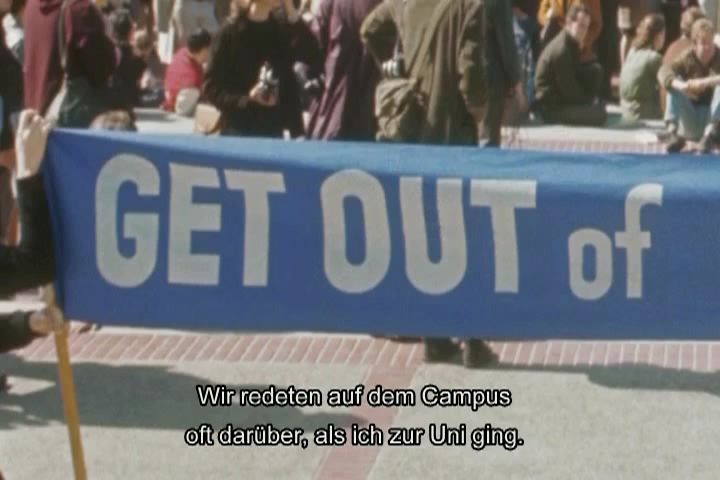 GET OUT of
Wir redeten auf dem Campus
oft darüber, als ich zur Uni ging.